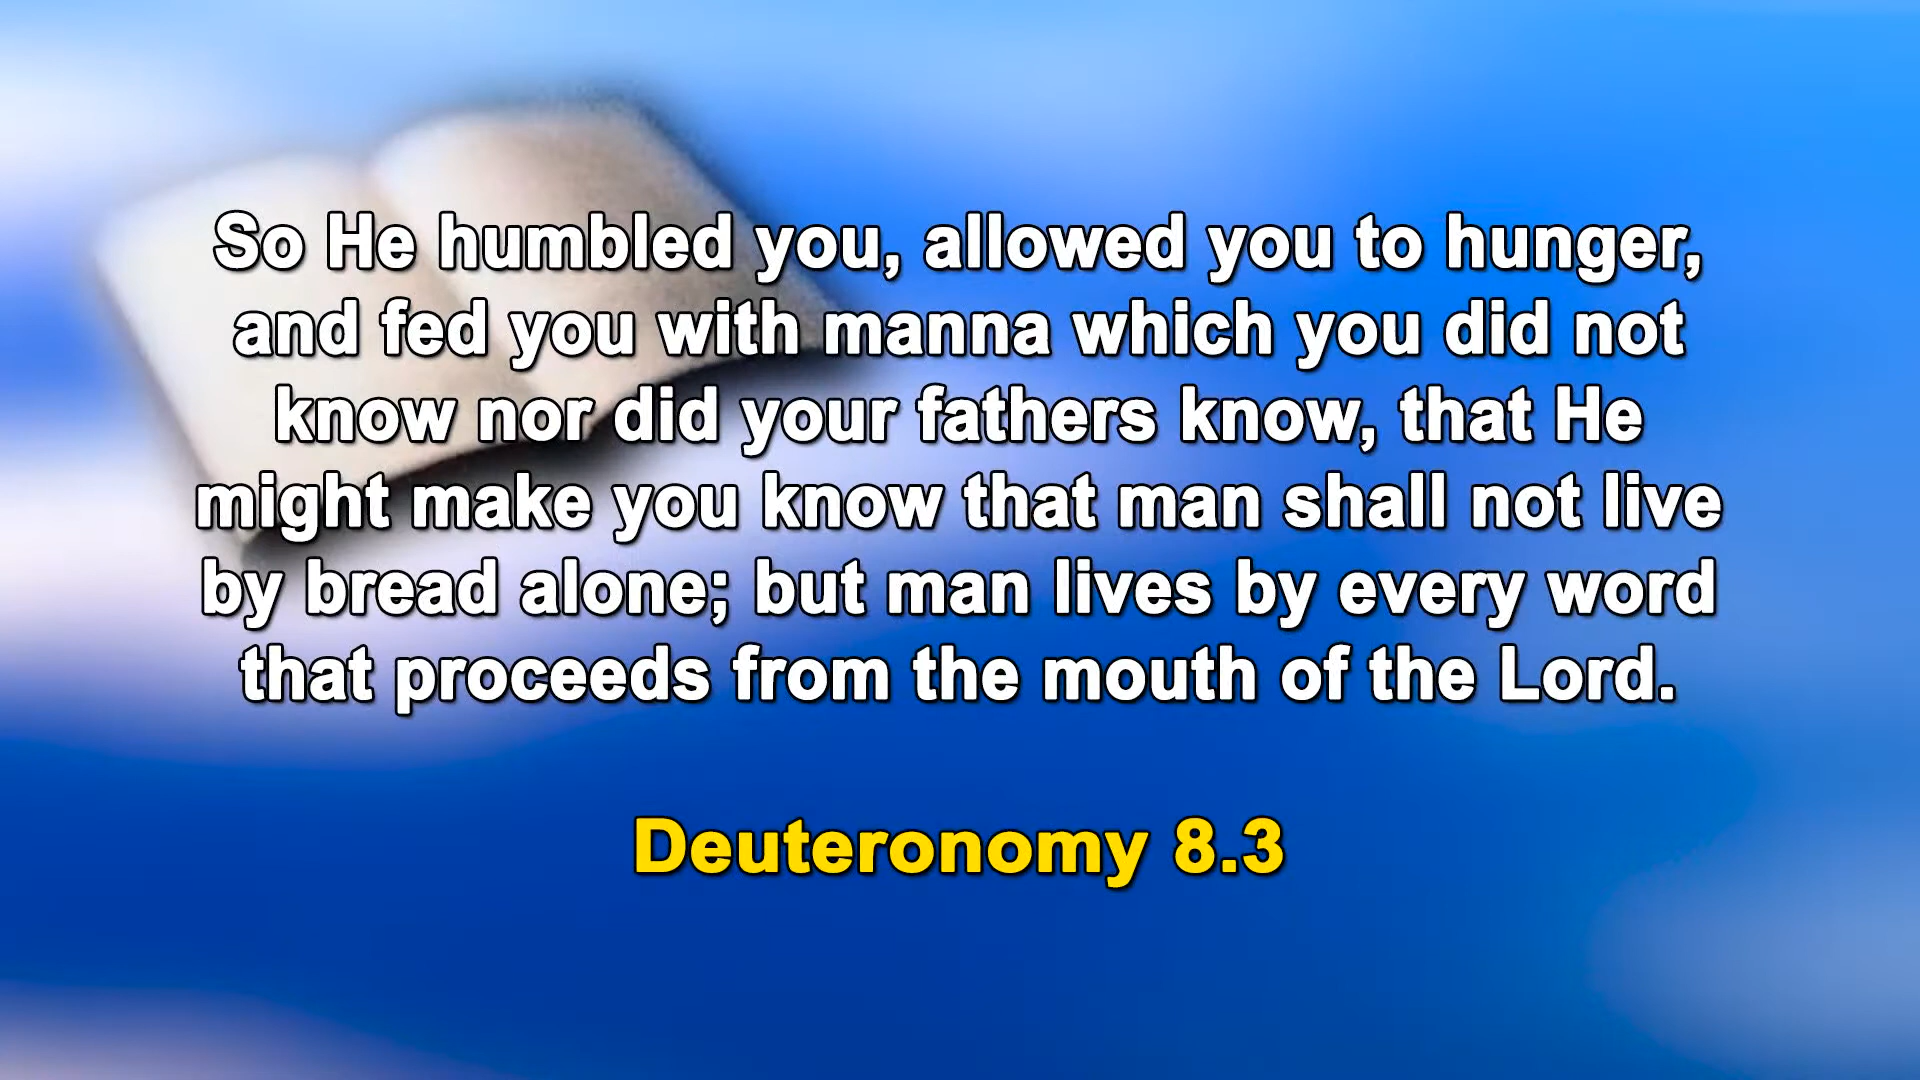 So He humbled you, allowed you to hunger,
and fed you with manna which you did not
know nor did your fathers know, that He
might make you know that man shall not live
by bread alone; but man lives by every word
that proceeds from the mouth of the Lord.
Deuteronomy 8.3